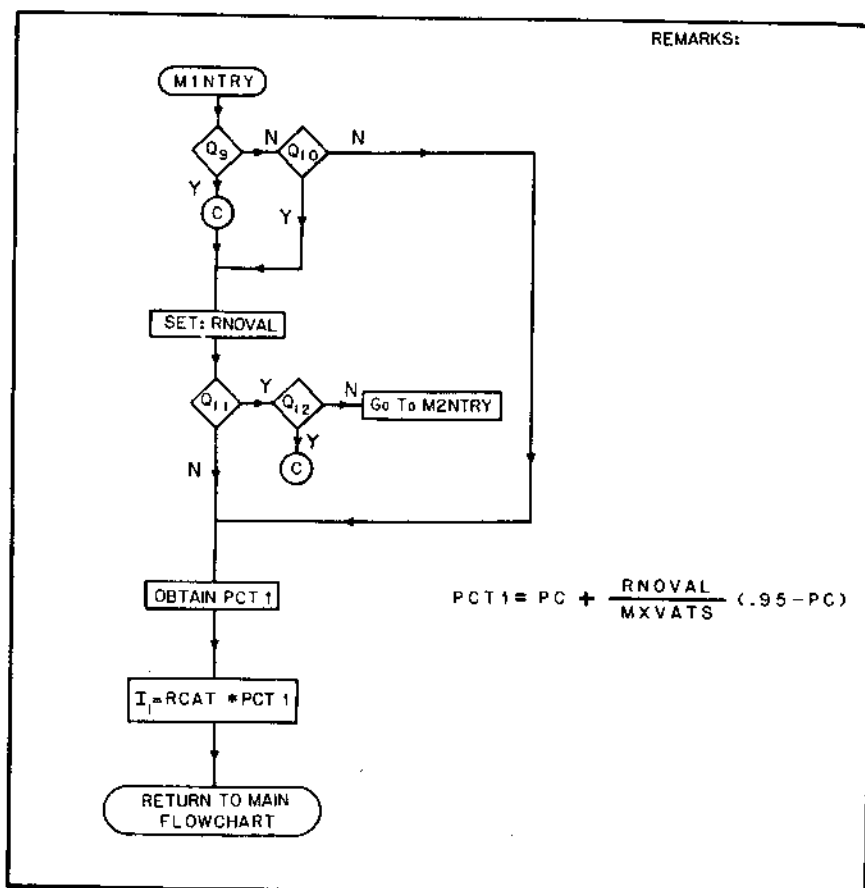 REMARKS:
M1NTRY
Q9 N Q10 N
Y
C
Y
SET: RNOVAL
Q11 Y Q12 N Go To M2NTRY
Y
C
N
OBTAIN PCT 1
PCT1 = PC + RNOVAL / MXVATS (.95-PC)
I1=RCAT *PCT 1
RETURN TO MAIN
FLOWCHART